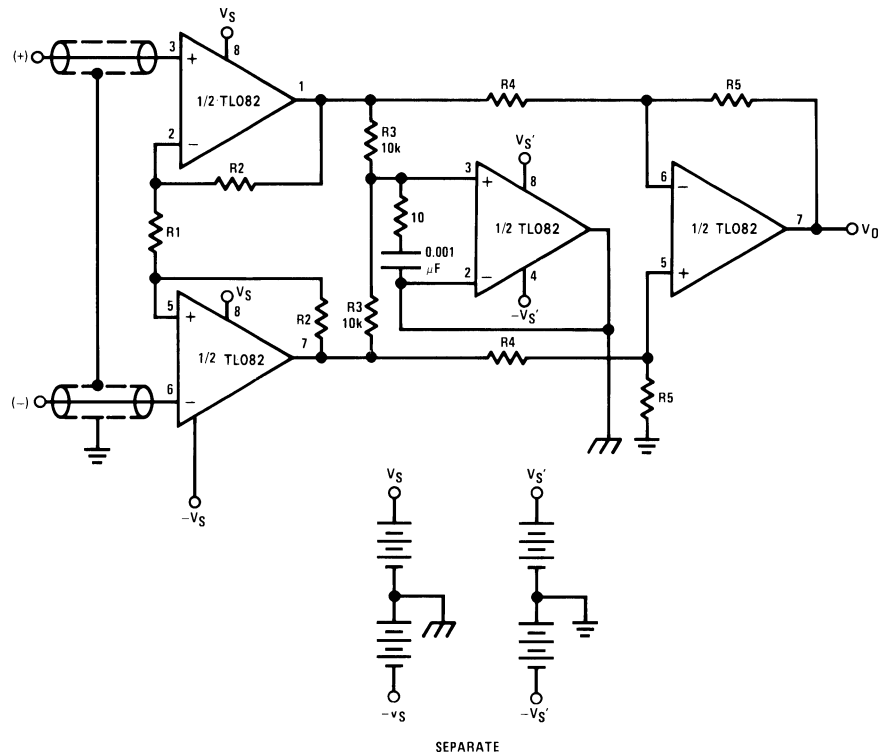 VS
(+)
3
+
8
1/2 TL082
1
2
−
R2
R1
R4
R5
R3
10k
VS'
3
+
8
10
0.001
μF
1/2 TL082
2
−
4
−VS'
6
−
1/2 TL082
7
VO
5
+
VS
5
+
8
R2
R3
10k
1/2 TL082
7
R4
R5
(−)
6
−
−VS
VS
VS'
−VS
−VS'
SEPARATE